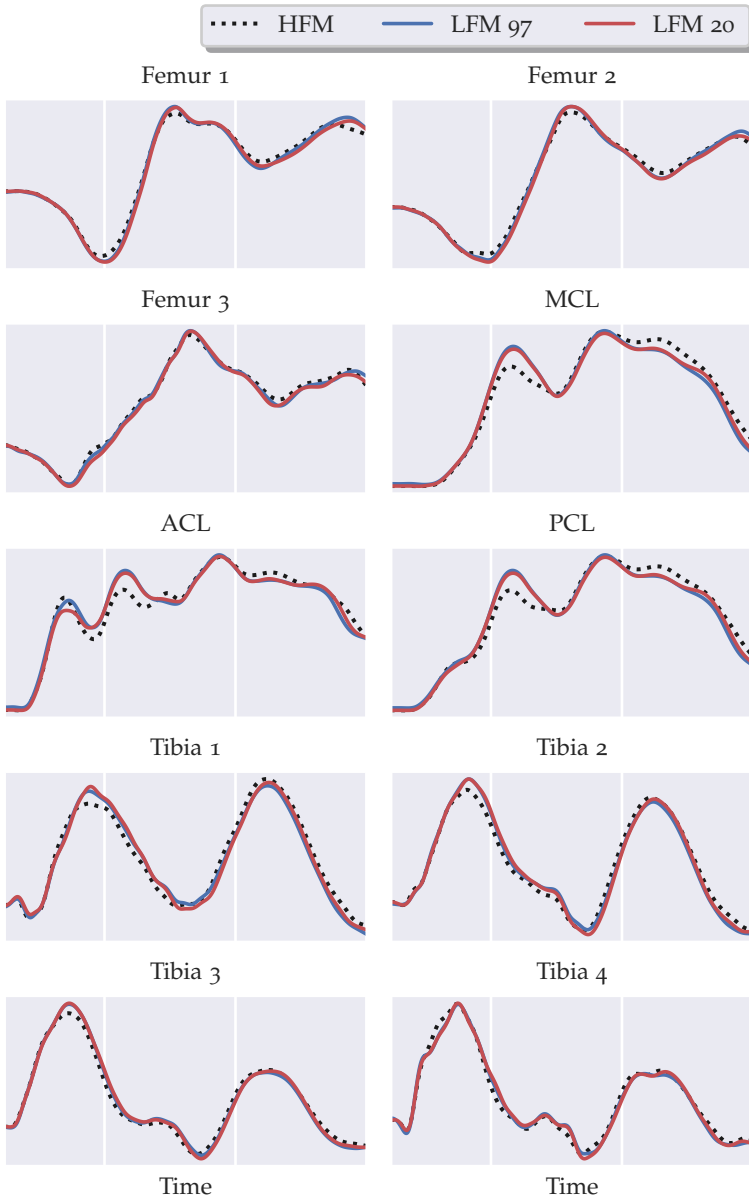 HFM LFM 97 LFM 20
Femur 1 Femur 2
Femur 3 MCL
ACL PCL
Tibia 1 Tibia 2
Tibia 3 Tibia 4
Time Time